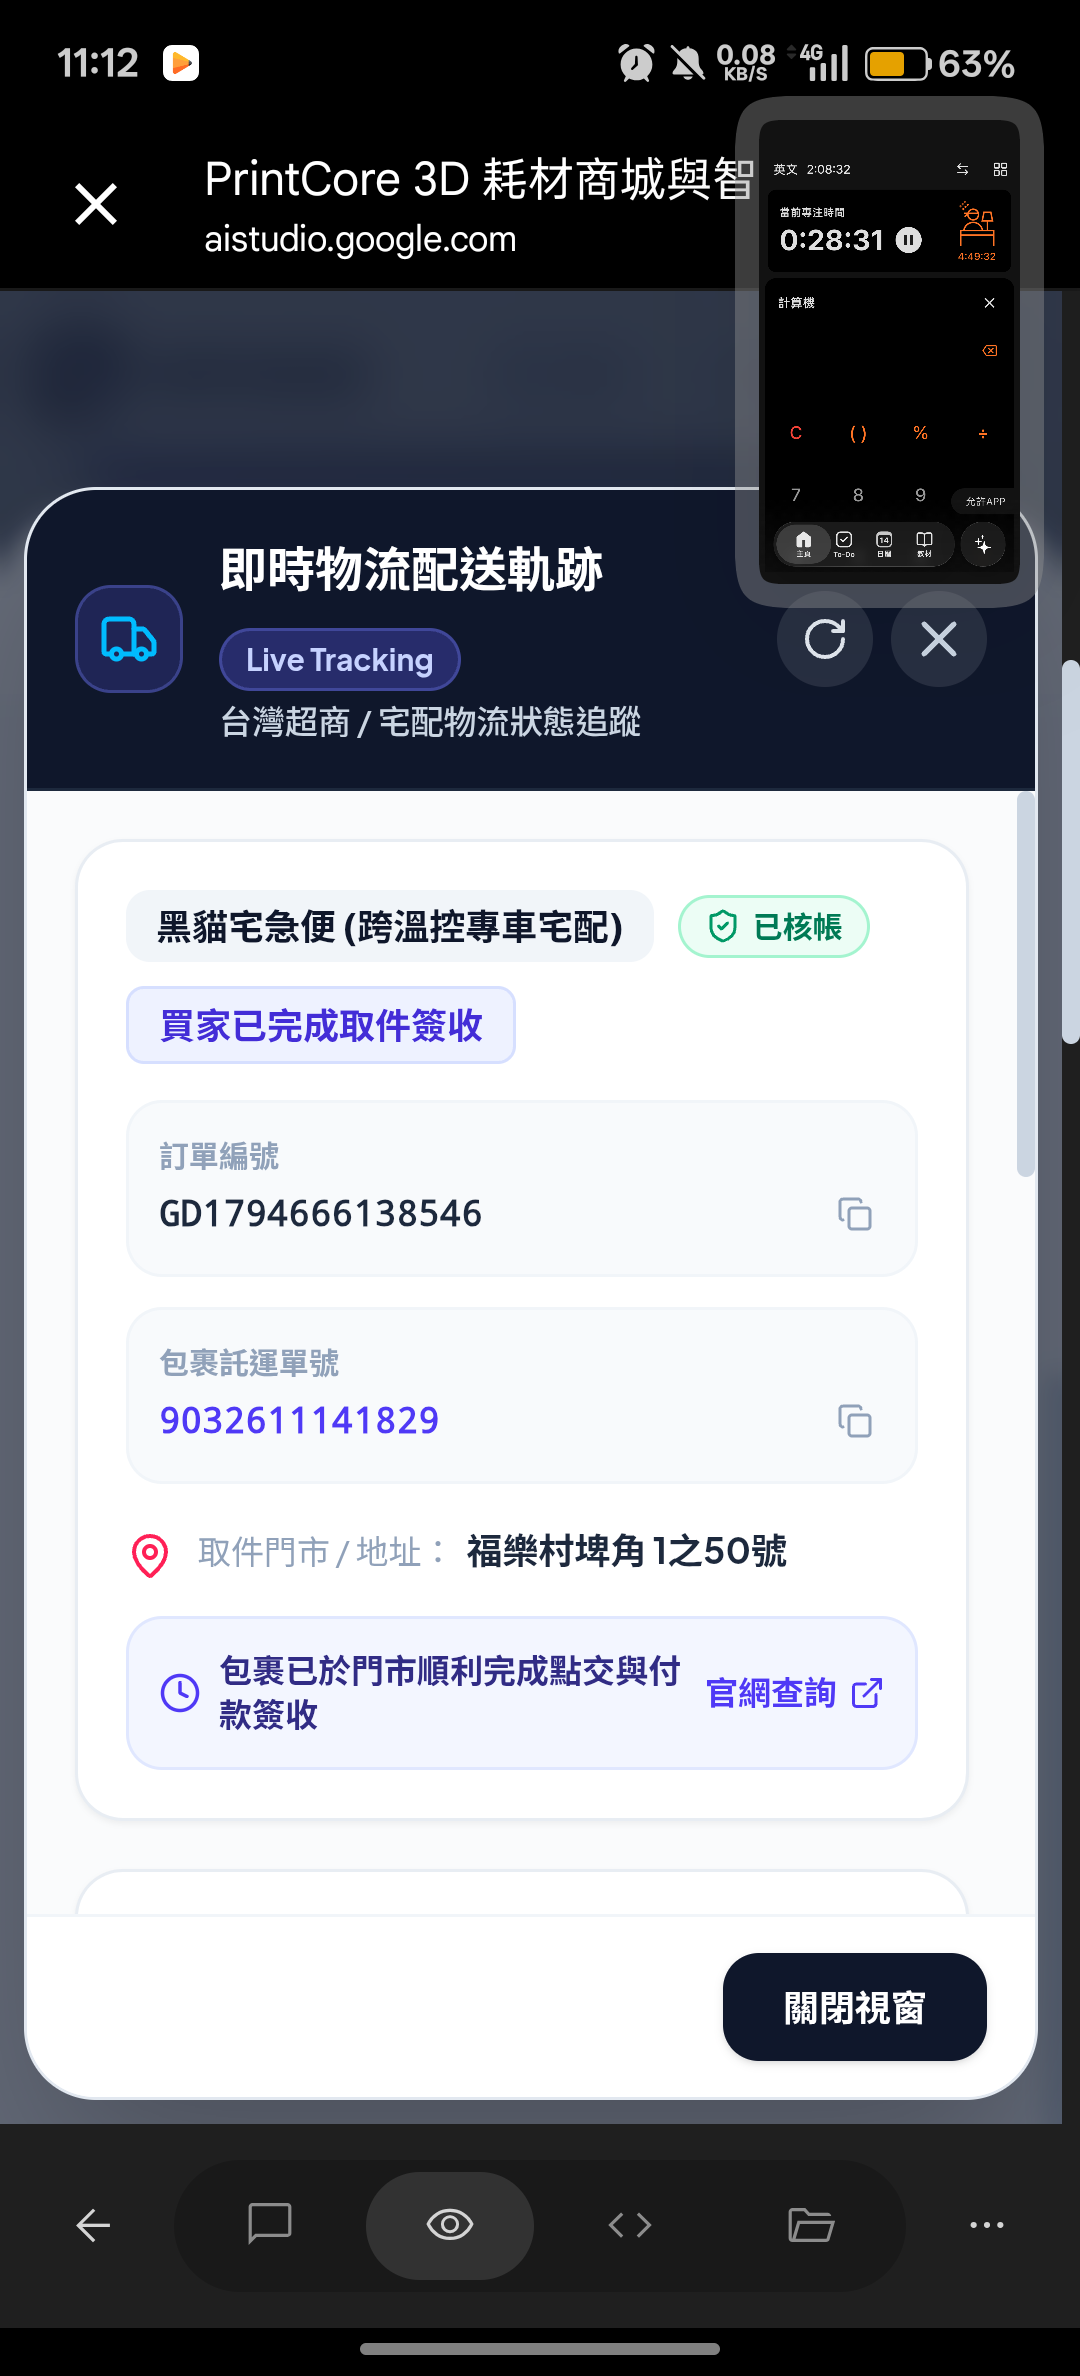 11:12
0.08
KB/S
4G
63%
PrintCore 3D 耗材商城與智
aistudio.google.com
英文 2:08:32
當前專注時間
0:28:31
4:49:32
計算機
C
( )
%
÷
7
8
9
允許APP
主頁
To-Do
14
日曆
教材
即時物流配送軌跡
Live Tracking
台灣超商 / 宅配物流狀態追蹤
黑貓宅急便 (跨溫控專車宅配)
已核帳
買家已完成取件簽收
訂單編號
GD1794666138546
包裹託運單號
9032611141829
取件門市 / 地址：
福樂村埤角1之50號
包裹已於門市順利完成點交與付
款簽收
官網查詢
關閉視窗